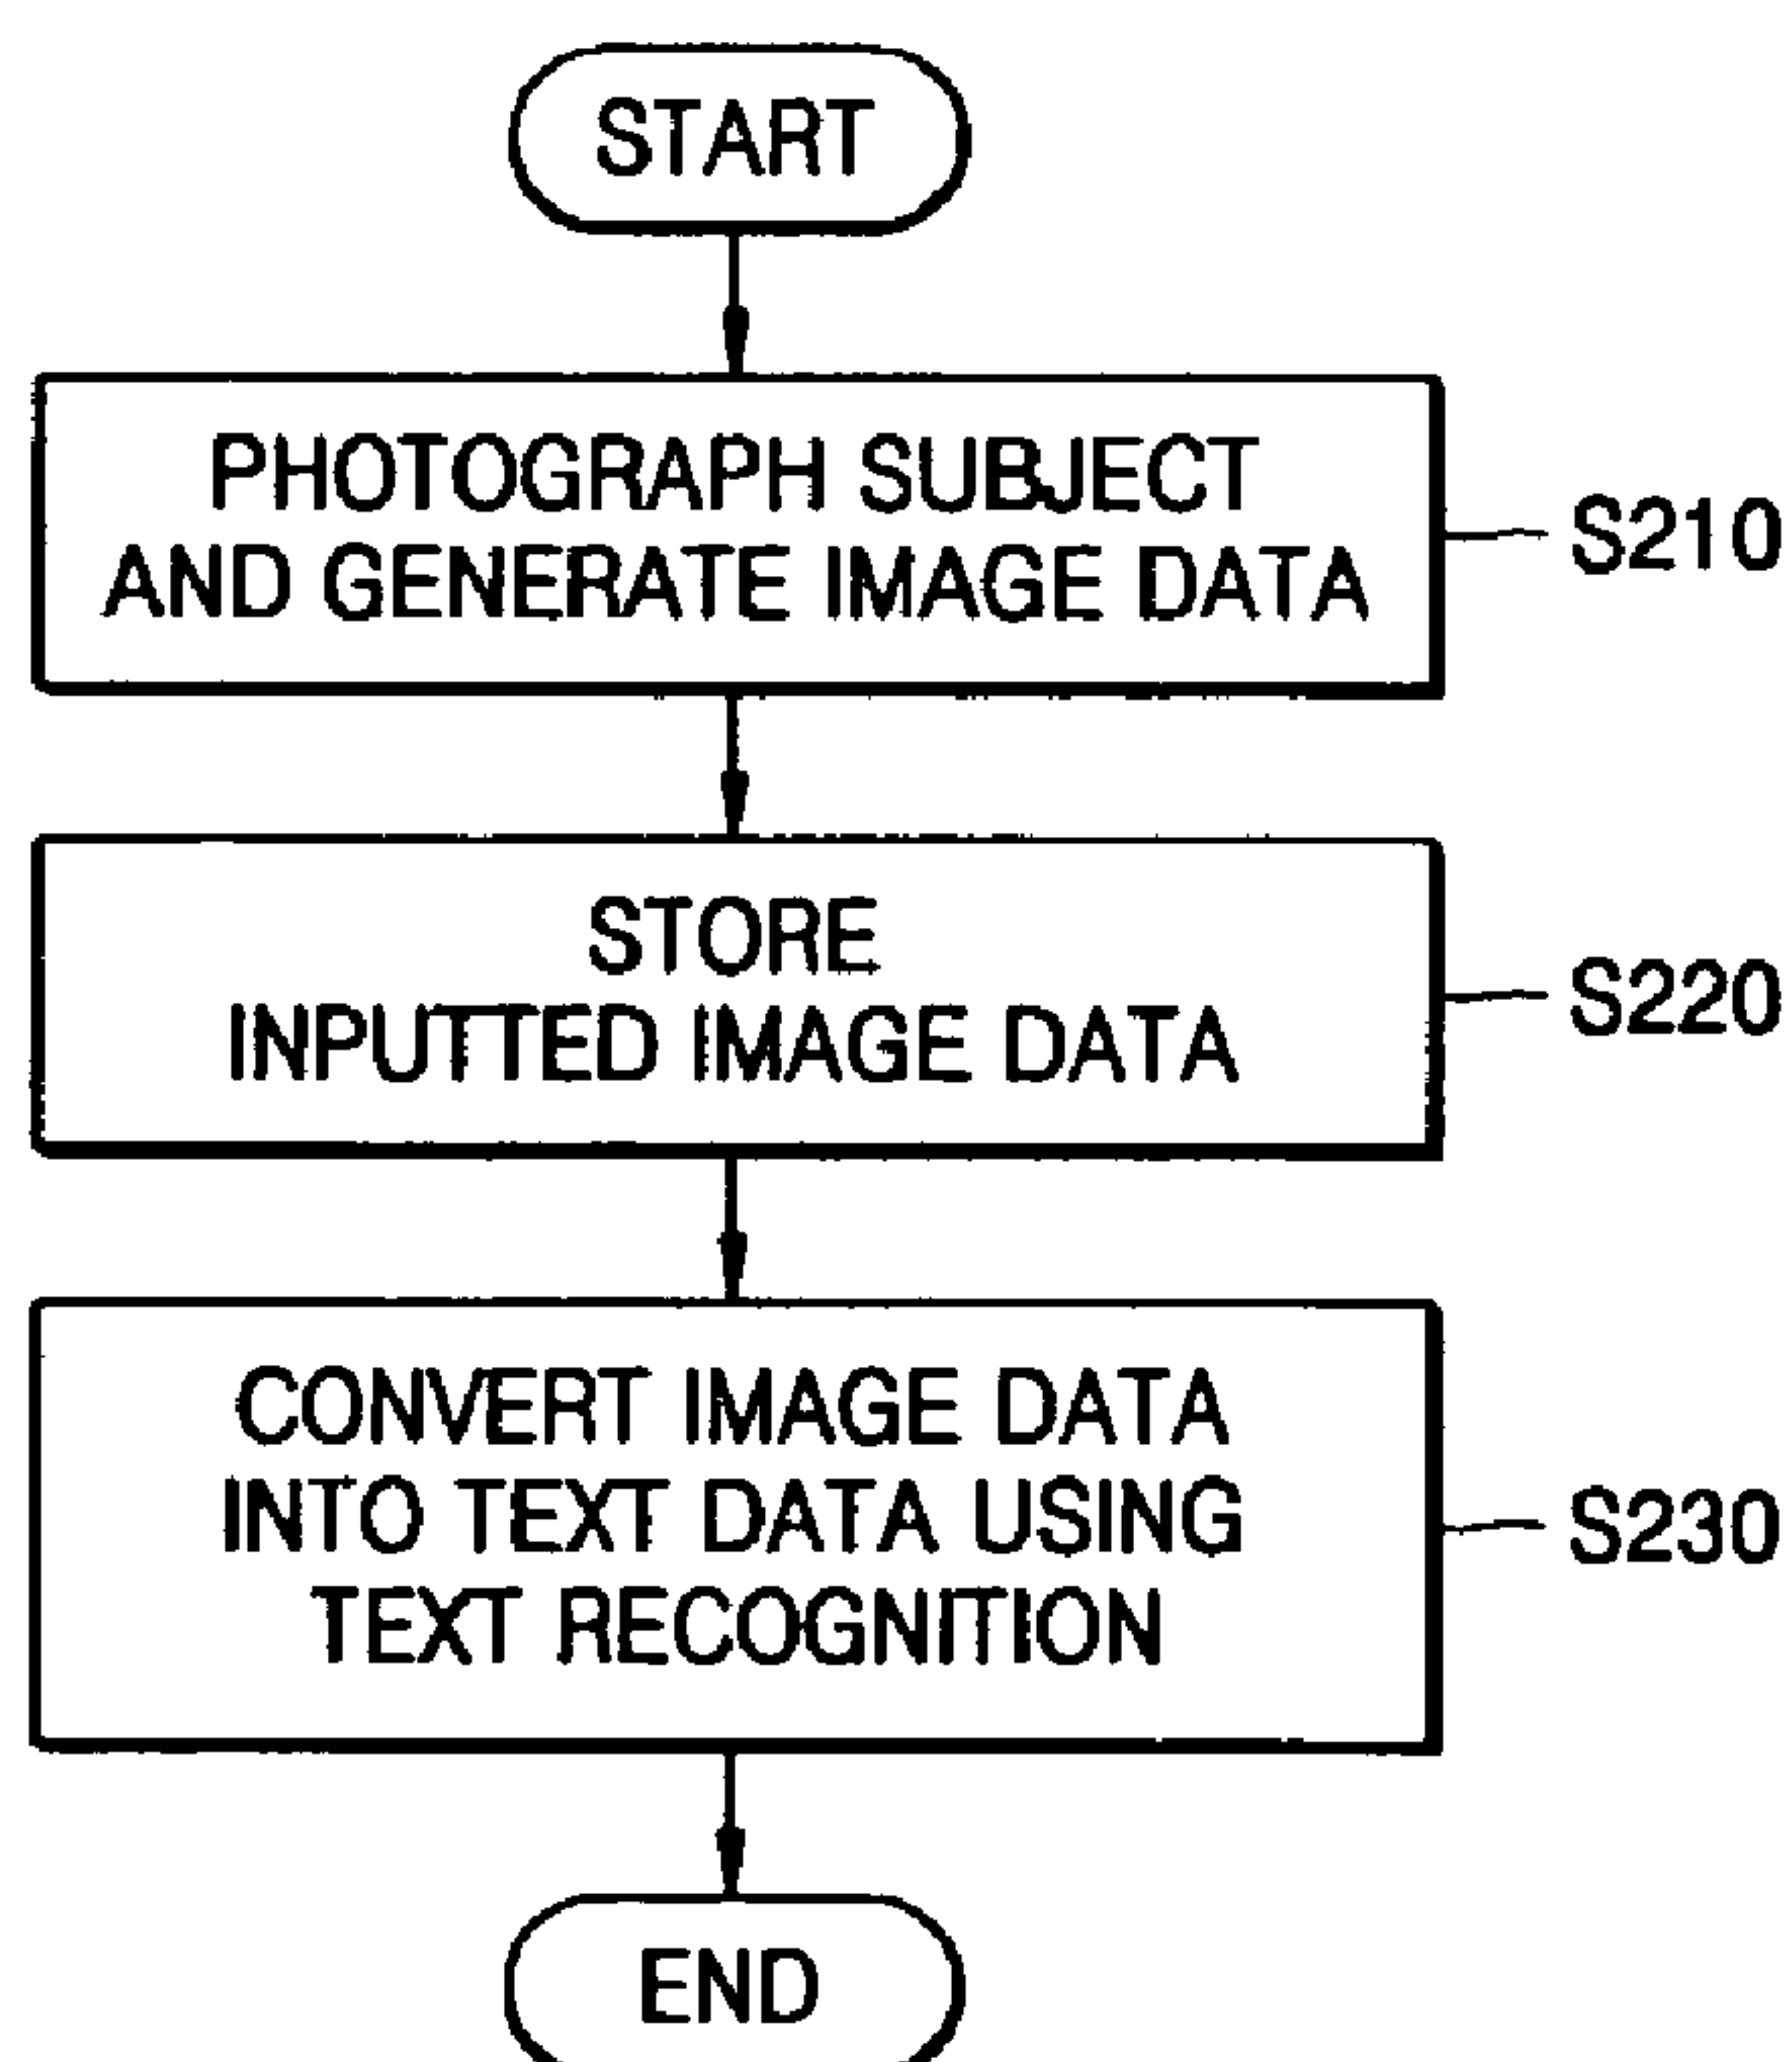 START
PHOTOGRAPH SUBJECT
AND GENERATE IMAGE DATA
S210
STORE
INPUTTED IMAGE DATA
S220
CONVERT IMAGE DATA
INTO TEXT DATA USING
TEXT RECOGNITION
S230
END